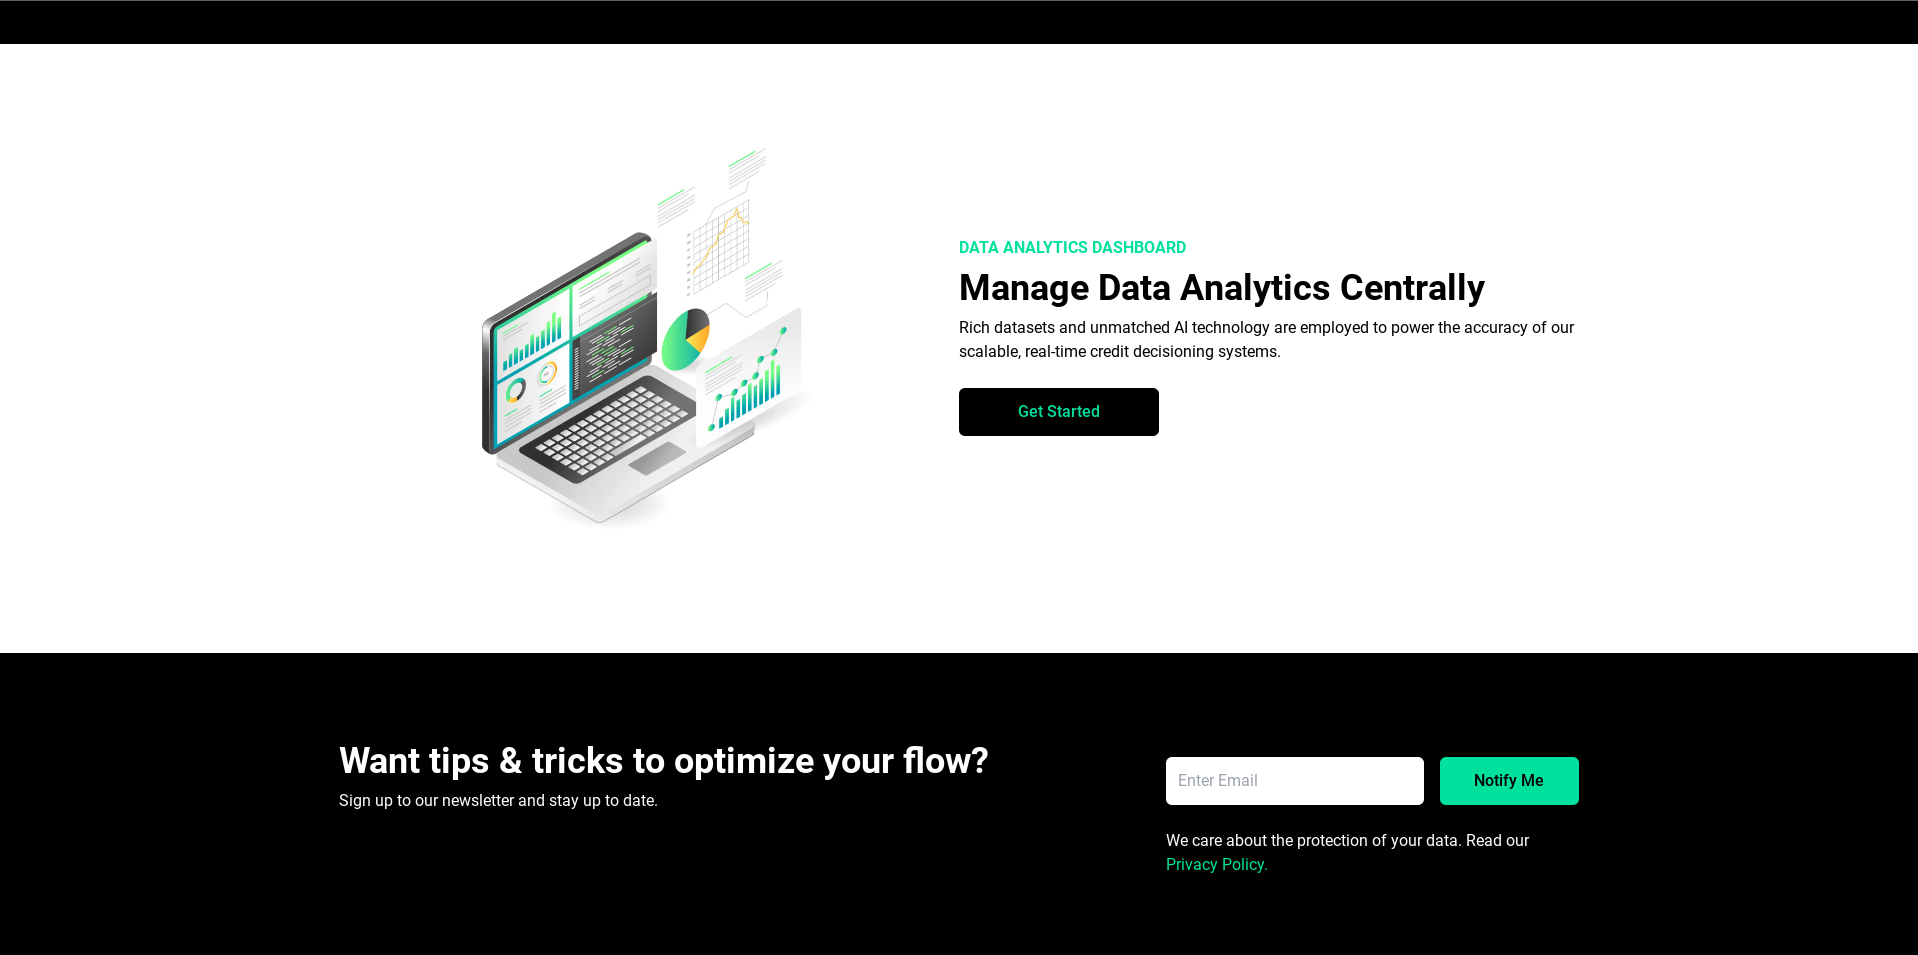 DATA ANALYTICS DASHBOARD
Manage Data Analytics Centrally
Rich datasets and unmatched AI technology are employed to power the accuracy of our
scalable, real-time credit decisioning systems.
Get Started
Want tips & tricks to optimize your flow?
Sign up to our newsletter and stay up to date.
Enter Email
Notify Me
We care about the protection of your data. Read our
Privacy Policy.